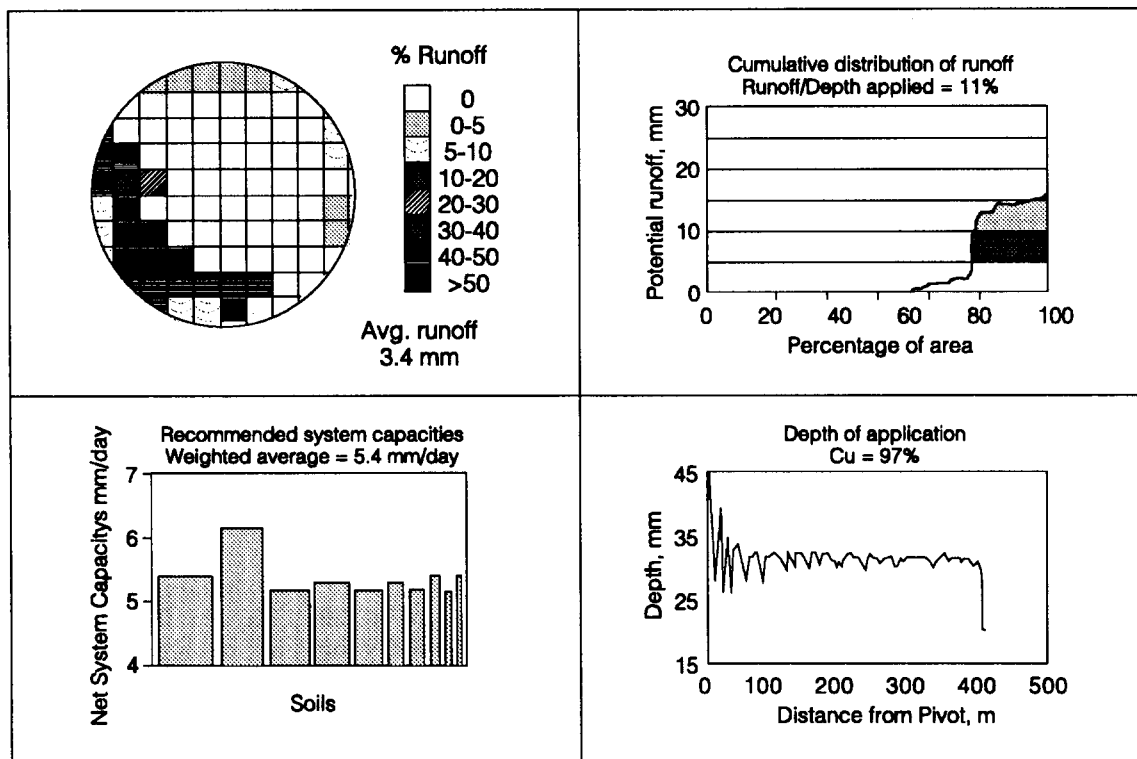 % Runoff
0
0-5
5-10
10-20
20-30
30-40
40-50
>50
Avg. runoff
3.4 mm
Cumulative distribution of runoff
Runoff/Depth applied = 11%
Potential runoff, mm
30
20
10
0
0 20 40 60 80 100
Percentage of area
Recommended system capacities
Weighted average = 5.4 mm/day
Net System Capacitys mm/day
7
6
5
4
Soils
Depth of application
Cu = 97%
Depth, mm
45
35
25
15
0 100 200 300 400 500
Distance from Pivot, m